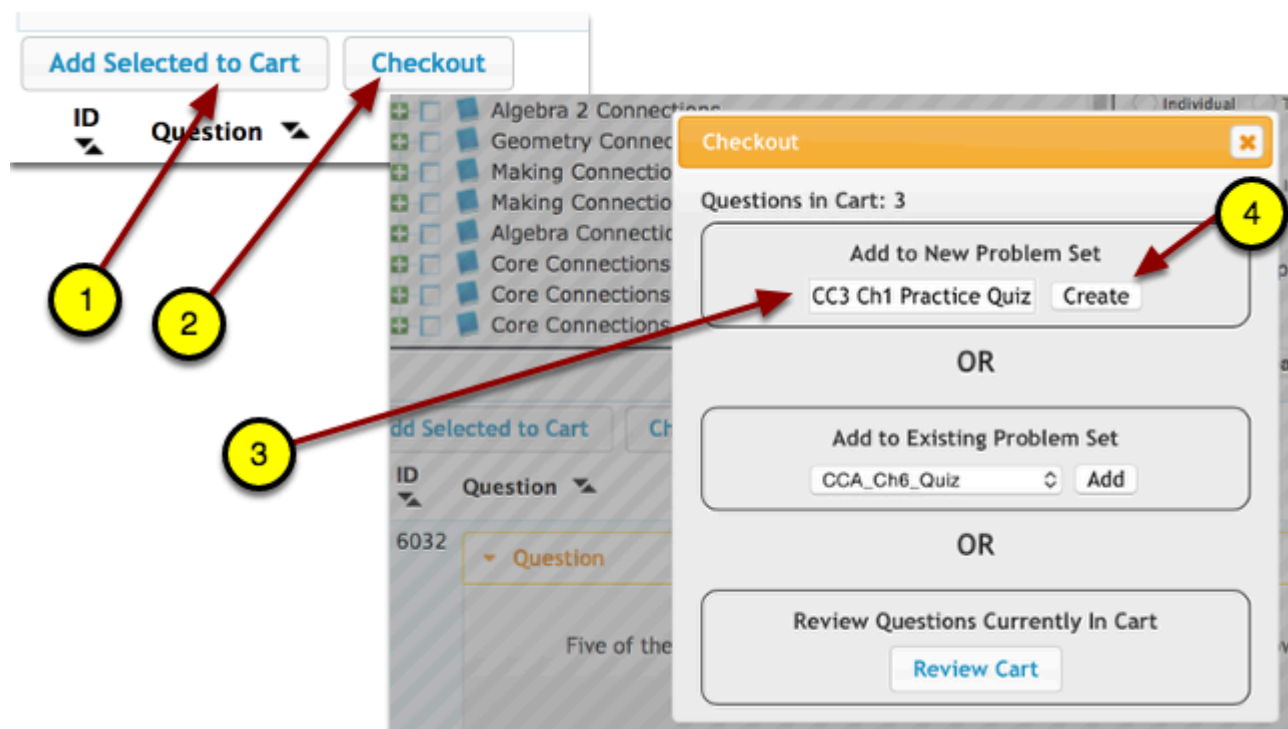 Add Selected to Cart Checkout
ID Question
1
2
3
4
Algebra 2 Connections
Geometry Connec
Making Connectio
Making Connectio
Algebra Connectio
Core Connections
Core Connections
Core Connections
Individual
dd Selected to Cart Ch
ID Question
6032 Question
Five of the
Checkout
Questions in Cart: 3
Add to New Problem Set
CC3 Ch1 Practice Quiz Create
OR
Add to Existing Problem Set
CCA_Ch6_Quiz Add
OR
Review Questions Currently In Cart
Review Cart